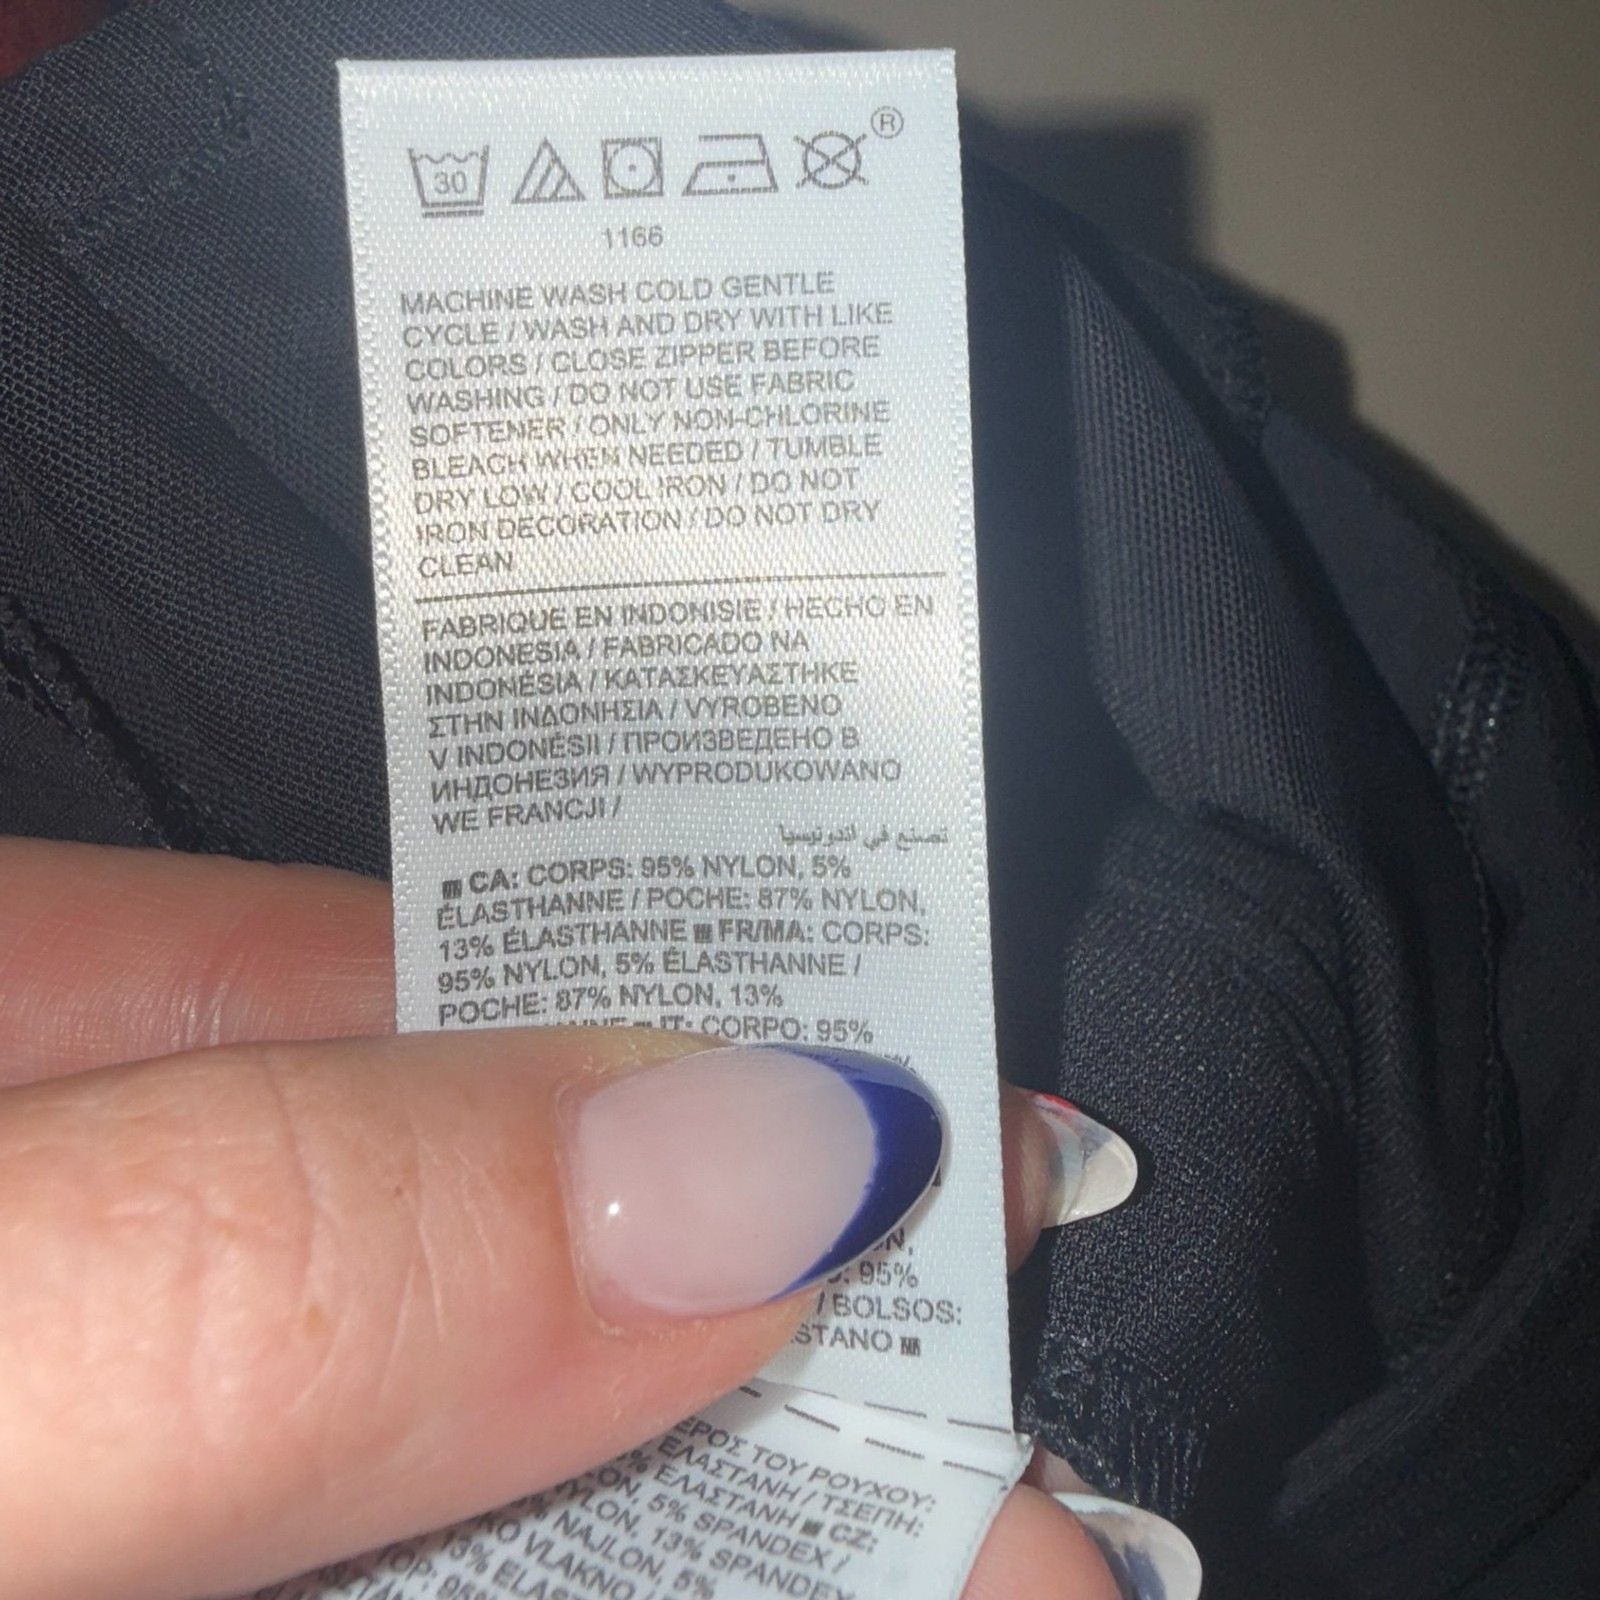 30
®
1166
MACHINE WASH COLD GENTLE
CYCLE / WASH AND DRY WITH LIKE
COLORS / CLOSE ZIPPER BEFORE
WASHING / DO NOT USE FABRIC
SOFTENER / ONLY NON-CHLORINE
BLEACH WHEN NEEDED / TUMBLE
DRY LOW / COOL IRON / DO NOT
IRON DECORATION / DO NOT DRY
CLEAN
FABRIQUE EN INDONISIE / HECHO EN
INDONESIA / FABRICADO NA
INDONÉSIA / ΚΑΤΑΣΚΕΥΑΣΤΗΚΕ
ΣΤΗΝ ΙΝΔΟΝΗΣΙΑ / VYROBENO
V INDONÉSII / ПРОИЗВЕДЕНО В
ИНДОНЕЗИЯ / WYPRODUKOWANO
WE FRANCJI /
تصنع في اندونيسيا
CA: CORPS: 95% NYLON, 5%
ÉLASTHANNE / POCHE: 87% NYLON,
13% ÉLASTHANNE FR/MA: CORPS:
95% NYLON, 5% ÉLASTHANNE /
POCHE: 87% NYLON, 13%
IT: CORPO: 95%
95%
/ BOLSOS:
ΤΟΥ ΡΟΥΧΟΥ:
ΕΛΑΣΤΑΝΗ / ΤΣΕΠΗ:
ΕΛΑΣΤΑΝΗ CZ:
5% SPANDEX /
13% SPANDEX
NAJLON, 5%
VLAKNO /
13%